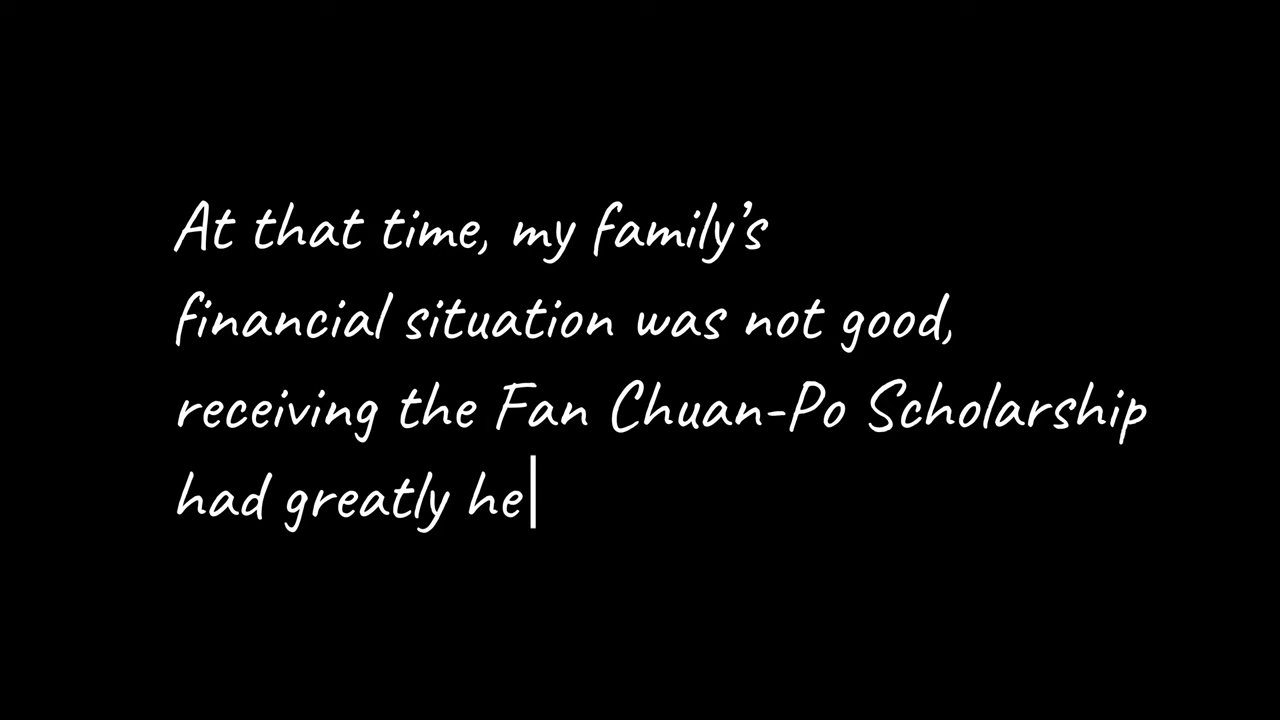 At that time, my family’s
financial situation was not good,
receiving the Fan Chuan-Po Scholarship
had greatly he